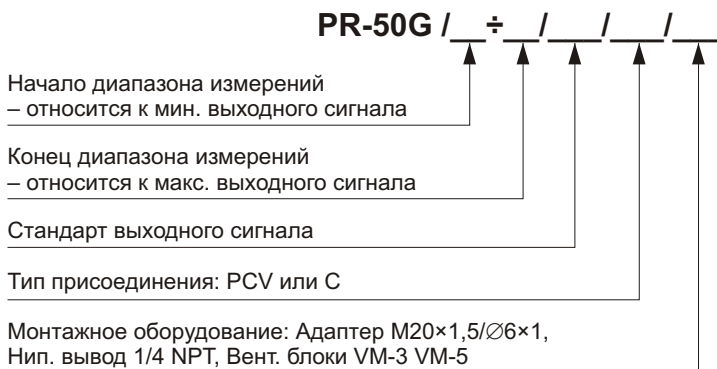 PR-50G /__÷__/___/___/___
Начало диапазона измерений
– относится к мин. выходного сигнала
Конец диапазона измерений
– относится к макс. выходного сигнала
Стандарт выходного сигнала
Тип присоединения: PCV или C
Монтажное оборудование: Адаптер M20×1,5/∅6×1,
Нип. вывод 1/4 NPT, Вент. блоки VM-3 VM-5